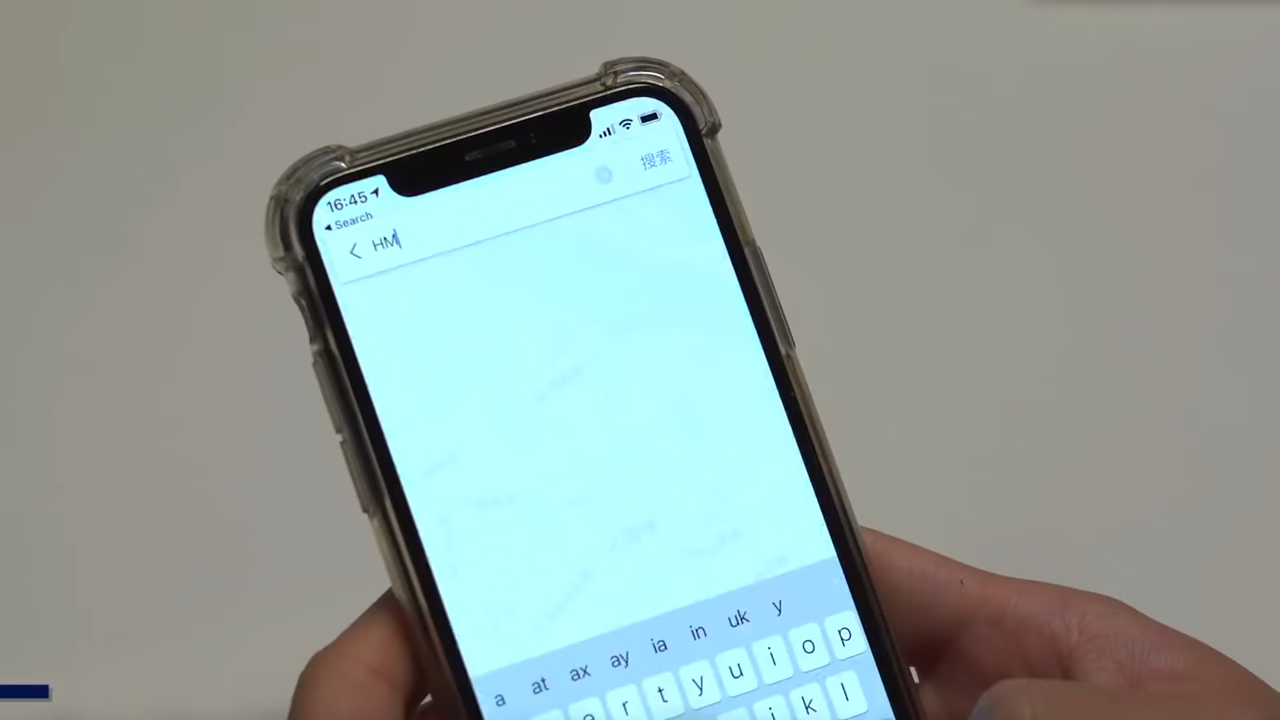 16:45
Search
HM
搜索
a at ax ay ia in uk y
r t y u i o p
k l